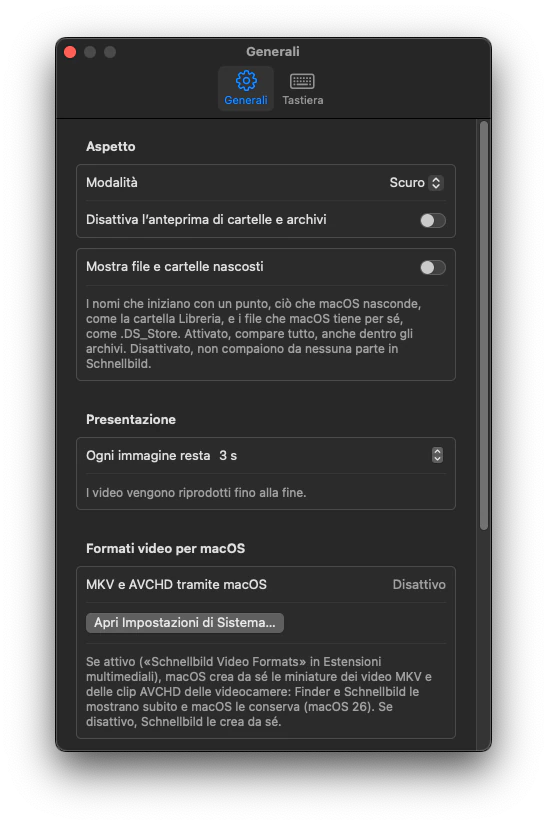 Generali
Generali
Tastiera
Aspetto
Modalità
Scuro
Disattiva l'anteprima di cartelle e archivi
Mostra file e cartelle nascosti
I nomi che iniziano con un punto, ciò che macOS nasconde,
come la cartella Libreria, e i file che macOS tiene per sé,
come .DS_Store. Attivato, compare tutto, anche dentro gli
archivi. Disattivato, non compaiono da nessuna parte in
Schnellbild.
Presentazione
Ogni immagine resta 3 s
I video vengono riprodotti fino alla fine.
Formati video per macOS
MKV e AVCHD tramite macOS
Disattivo
Apri Impostazioni di Sistema...
Se attivo («Schnellbild Video Formats» in Estensioni
multimediali), macOS crea da sé le miniature dei video MKV e
delle clip AVCHD delle videocamere: Finder e Schnellbild le
mostrano subito e macOS le conserva (macOS 26). Se
disattivo, Schnellbild le crea da sé.